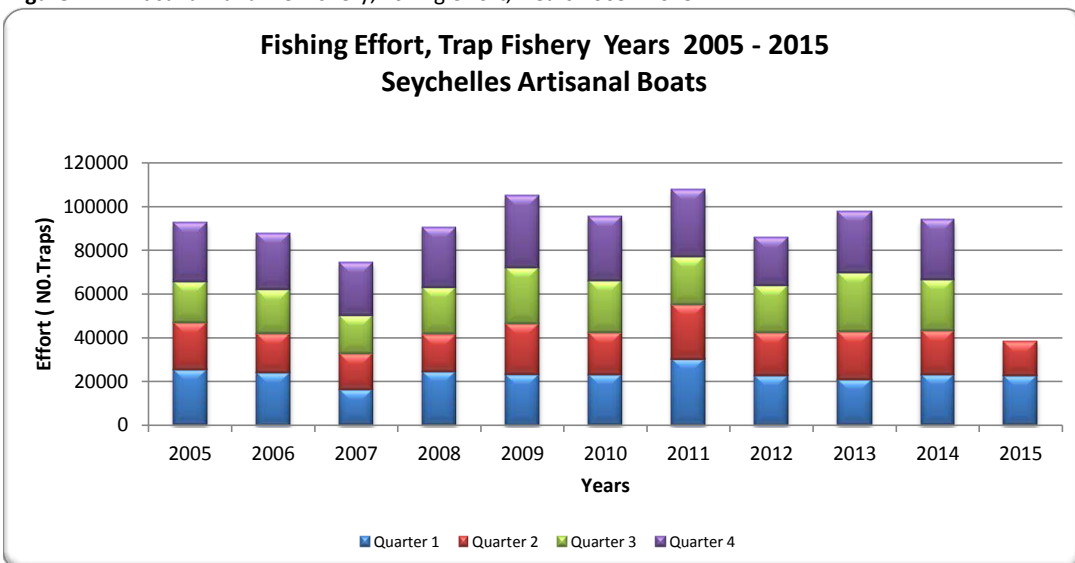 Fishing Effort, Trap Fishery Years 2005 - 2015
Seychelles Artisanal Boats
120000
100000
80000
60000
40000
20000
0
Effort ( N0.Traps)
2005 2006 2007 2008 2009 2010 2011 2012 2013 2014 2015
Years
Quarter 1 Quarter 2 Quarter 3 Quarter 4